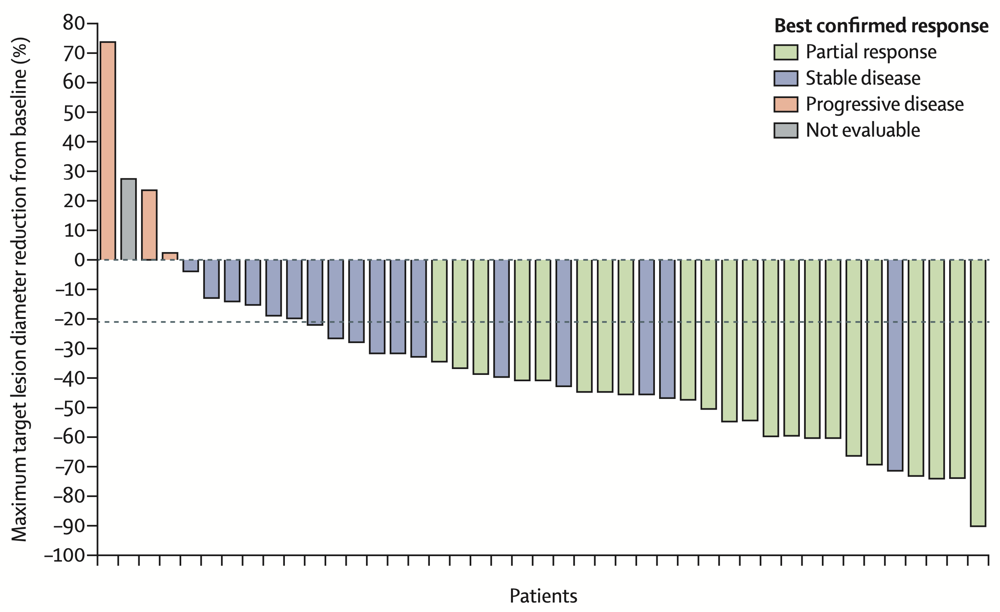 Maximum target lesion diameter reduction from baseline (%)
80
70
60
50
40
30
20
10
0
–10
–20
–30
–40
–50
–60
–70
–80
–90
–100
Best confirmed response
Partial response
Stable disease
Progressive disease
Not evaluable
Patients